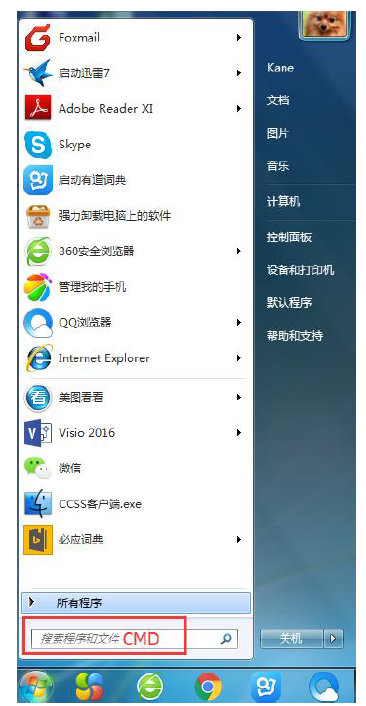 Foxmail
启动迅雷7
Adobe Reader XI
Skype
启动有道词典
强力卸载电脑上的软件
360安全浏览器
管理我的手机
QQ浏览器
Internet Explorer
美图看看
Visio 2016
微信
CCSS客户端.exe
必应词典
所有程序
搜索程序和文件 CMD
Kane
文档
图片
音乐
计算机
控制面板
设备和打印机
默认程序
帮助和支持
关机